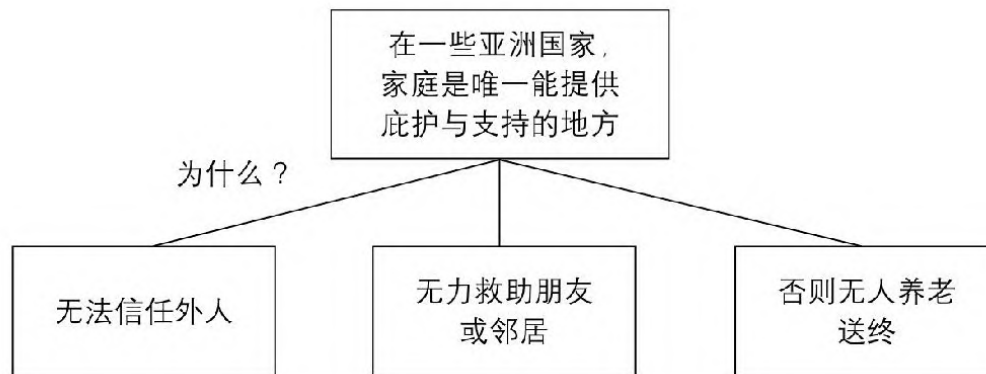 在一些亚洲国家，
家庭是唯一能提供
庇护与支持的地方
为什么？
无法信任外人
无力救助朋友
或邻居
否则无人养老
送终